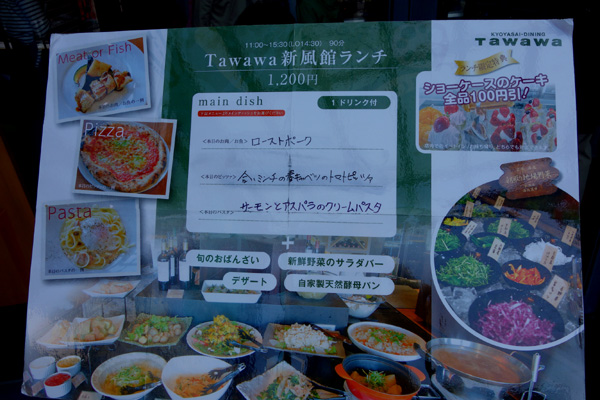 11:00〜15:30(L.O14:30) 90分
Tawawa新風館ランチ
1,200円
KYOYASAI-DINING
TAWAWA
Meat or Fish
Pizza
Pasta
main dish
1ドリンク付
ローストポーク
合いミンチの春キャベツのトマトピッツァ
サーモンとアスパラのクリームパスタ
+
旬のおばんざい
新鮮野菜のサラダバー
デザート
自家製天然酵母パン
ショーケースのケーキ
全品100円引!